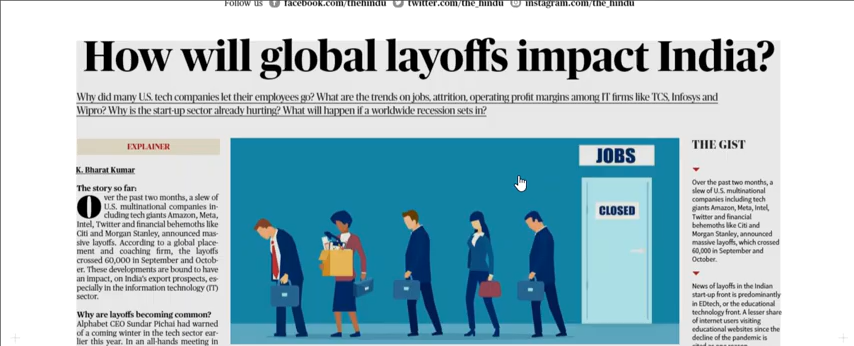 Follow us facebook.com/thehindu twitter.com/the_hindu instagram.com/the_hindu
How will global layoffs impact India?
Why did many U.S. tech companies let their employees go? What are the trends on jobs, attrition, operating profit margins among IT firms like TCS, Infosys and
Wipro? Why is the start-up sector already hurting? What will happen if a worldwide recession sets in?
EXPLAINER
K. Bharat Kumar
The story so far:
Over the past two months, a slew of
U.S. multinational companies in-
cluding tech giants Amazon, Meta,
Intel, Twitter and financial behemoths like
Citi and Morgan Stanley, announced mas-
sive layoffs. According to a global place-
ment and coaching firm, the layoffs
crossed 60,000 in September and Octob-
er. These developments are bound to have
an impact, on India's export prospects, es-
pecially in the information technology (IT)
sector.
Why are layoffs becoming common?
Alphabet CEO Sundar Pichai had warned
of a coming winter in the tech sector ear-
lier this year. In an all-hands meeting in
JOBS
CLOSED
THE GIST
Over the past two months, a
slew of U.S. multinational
companies including tech
giants Amazon, Meta, Intel,
Twitter and financial
behemoths like Citi and
Morgan Stanley, announced
massive layoffs, which crossed
60,000 in September and
October.
News of layoffs in the Indian
start-up front is predominantly
in EDtech, or the educational
technology front. A lesser share
of internet users visiting
educational websites since the
decline of the pandemic is